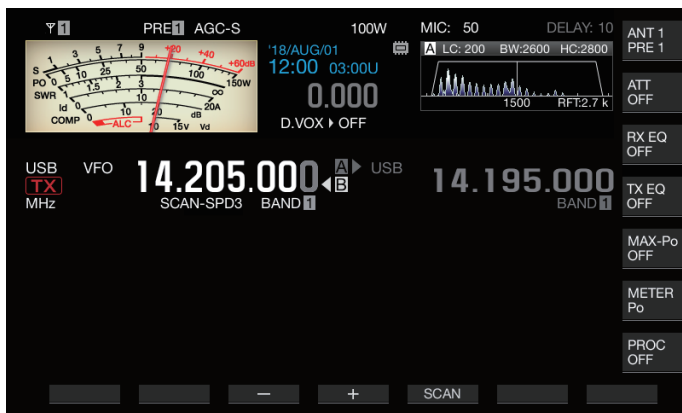 1 PRE1 AGC-S 100W MIC: 50 DELAY: 10
ANT 1
PRE 1
1 3 5 7 9 +20 +40 +60dB
S
PO 0 5 10 25 50 100 150W
SWR 1 1.5 2 3 ∞
Id 0 10 20A
COMP 0 10 20 dB
ALC 10 15V Vd
'18/AUG/01
12:00 03:00U
0.000
D.VOX ▸ OFF
A LC: 200 BW:2600 HC:2800
1500 RFT:2.7 k
ATT
OFF
RX EQ
OFF
USB VFO 14.205.000 A USB 14.195.000
TX B
MHz SCAN-SPD3 BAND 1 BAND 1
TX EQ
OFF
MAX-Po
OFF
METER
Po
PROC
OFF
− + SCAN